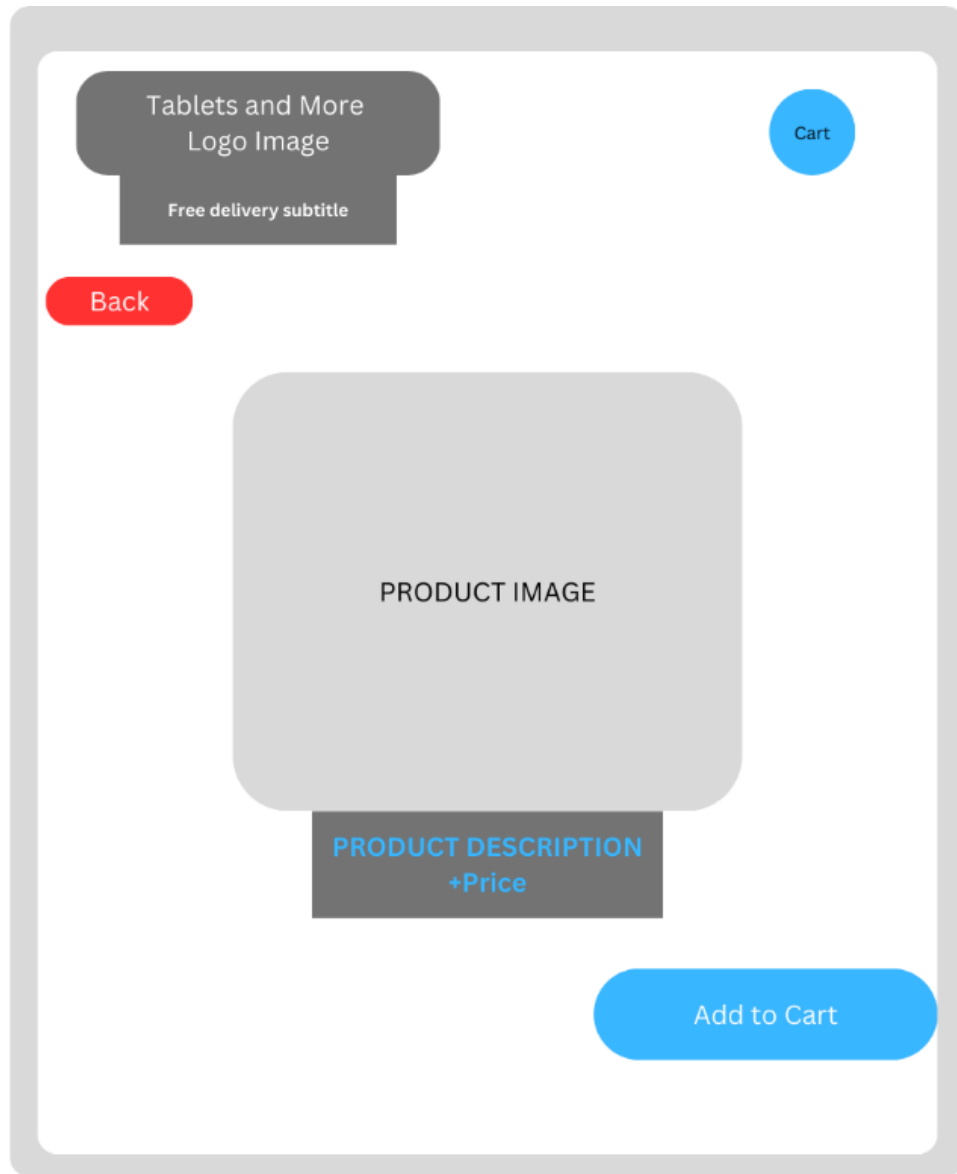 Tablets and More
Logo Image
Cart
Free delivery subtitle
Back
PRODUCT IMAGE
PRODUCT DESCRIPTION
+Price
Add to Cart